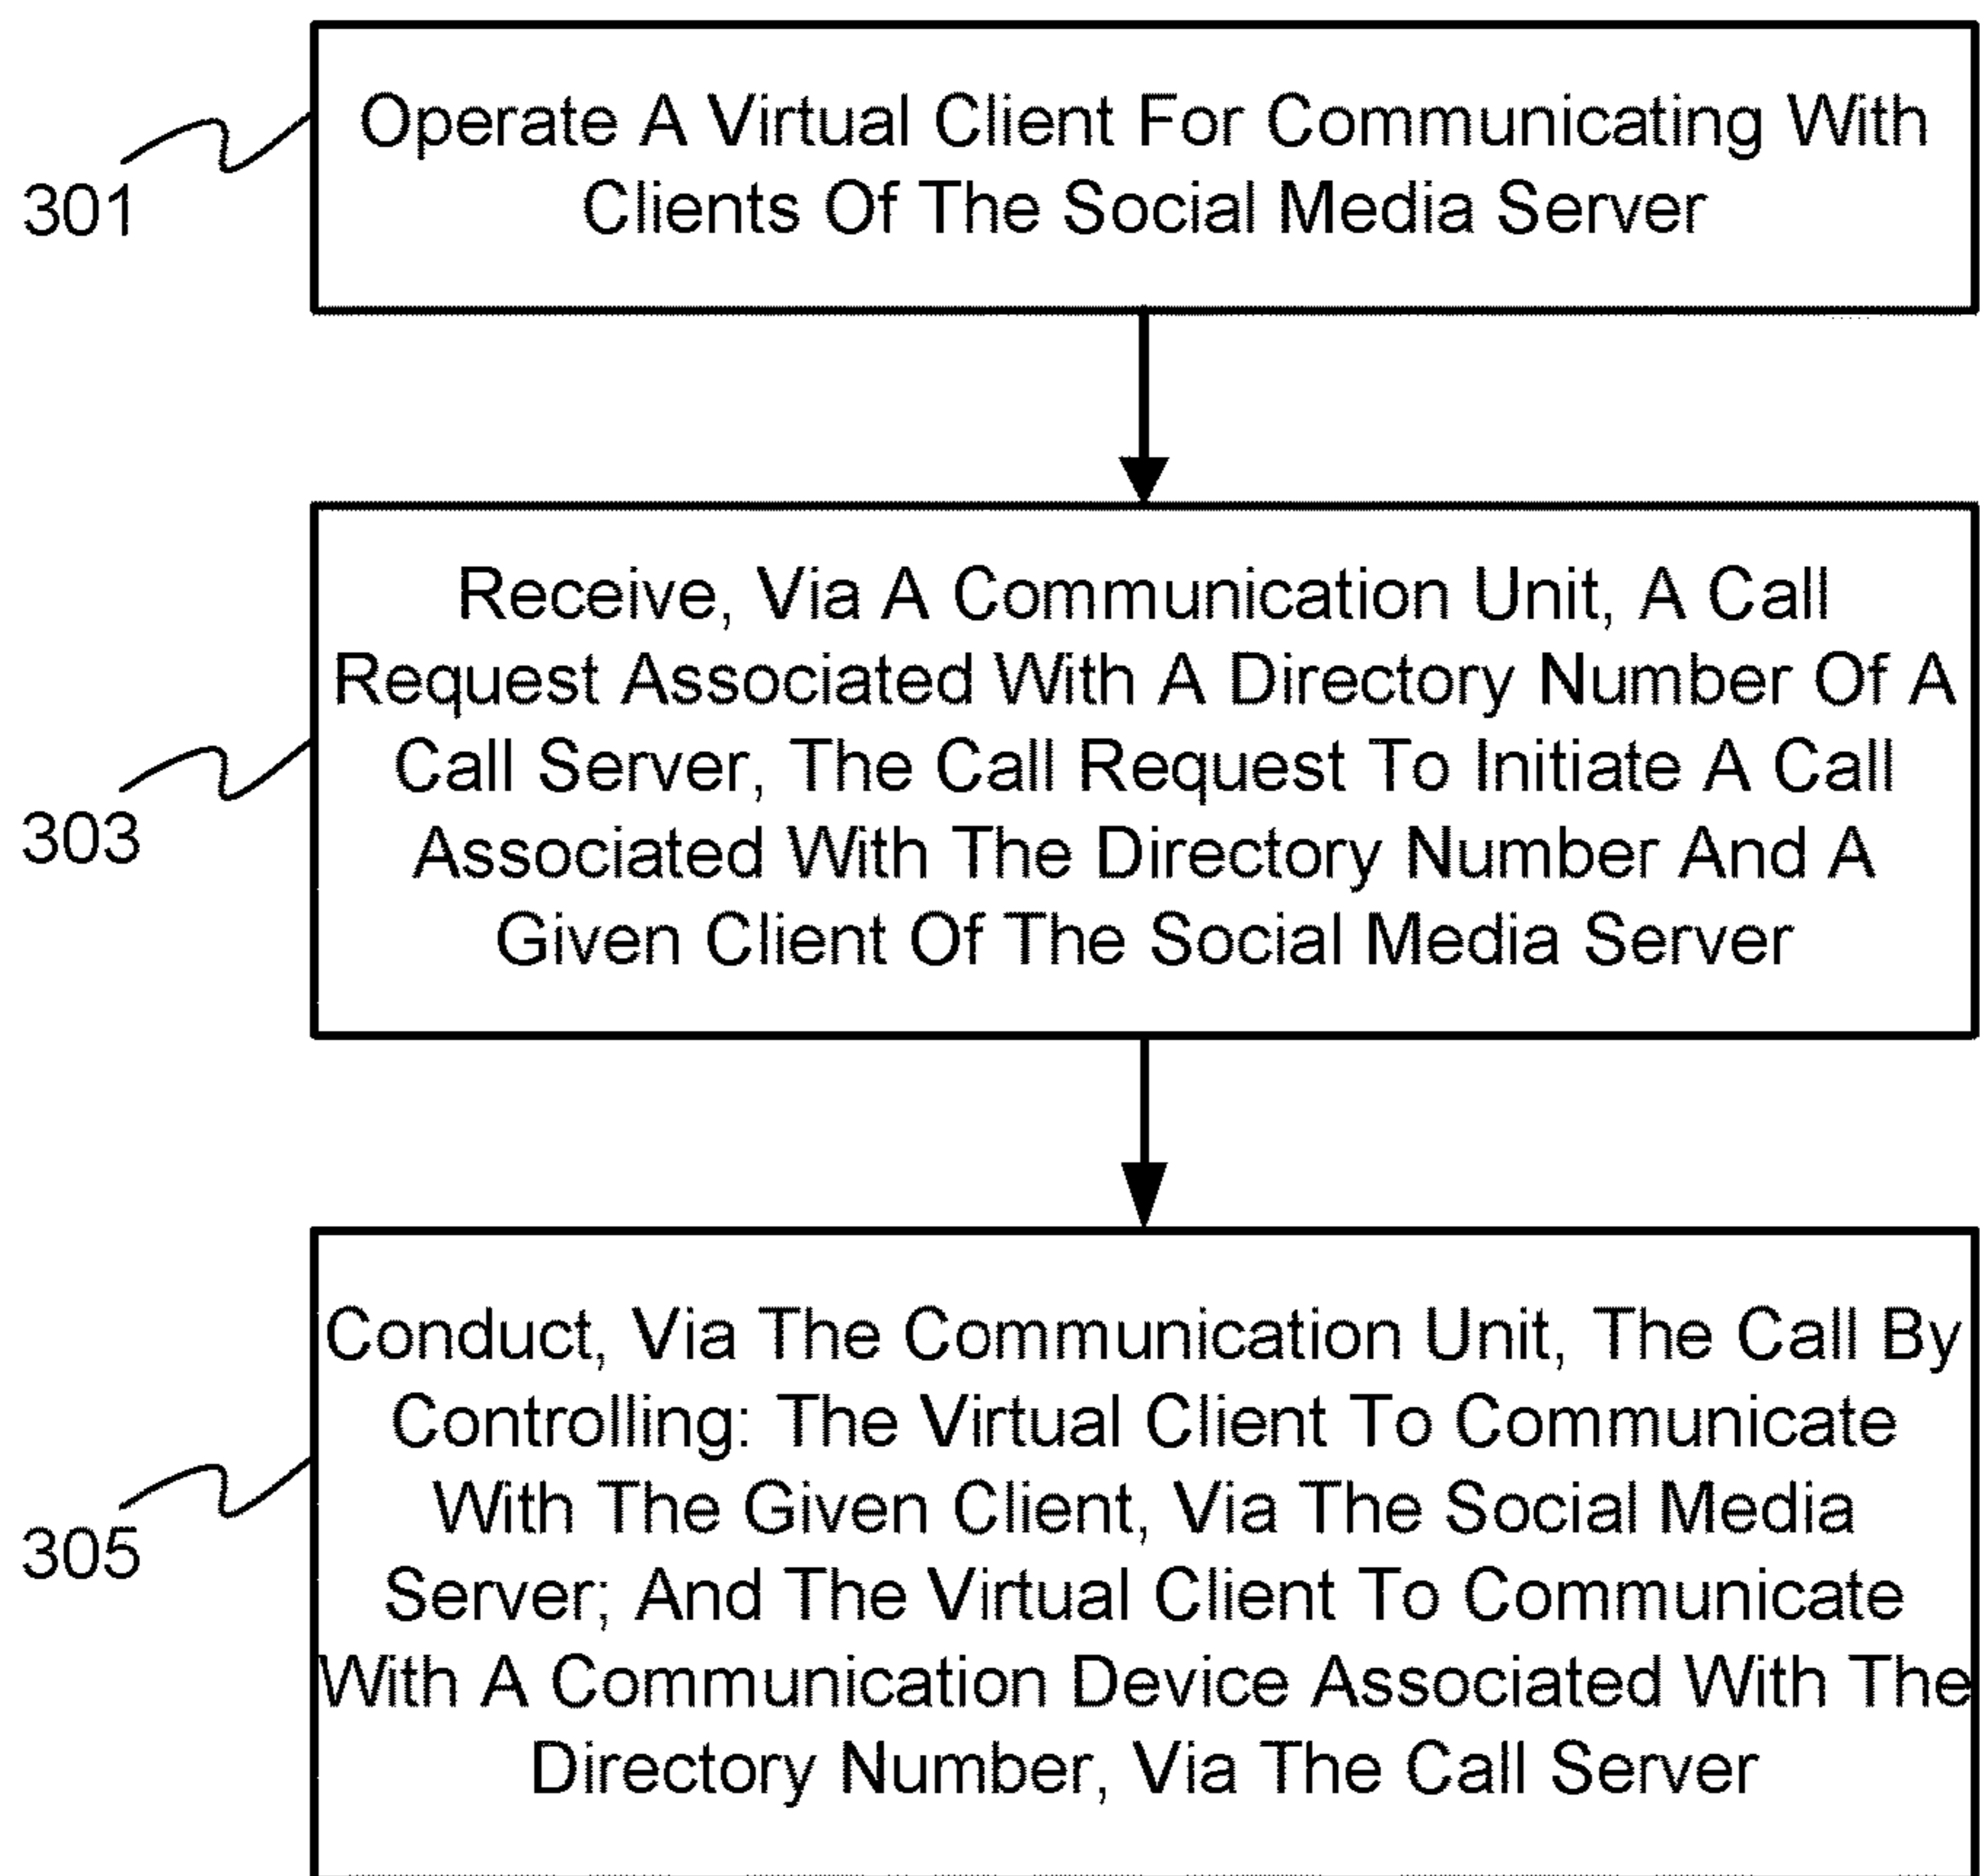 Operate A Virtual Client For Communicating With
Clients Of The Social Media Server
301
Receive, Via A Communication Unit, A Call
Request Associated With A Directory Number Of A
Call Server, The Call Request To Initiate A Call
Associated With The Directory Number And A
Given Client Of The Social Media Server
303
Conduct, Via The Communication Unit, The Call By
Controlling: The Virtual Client To Communicate
With The Given Client, Via The Social Media
Server; And The Virtual Client To Communicate
With A Communication Device Associated With The
Directory Number, Via The Call Server
305